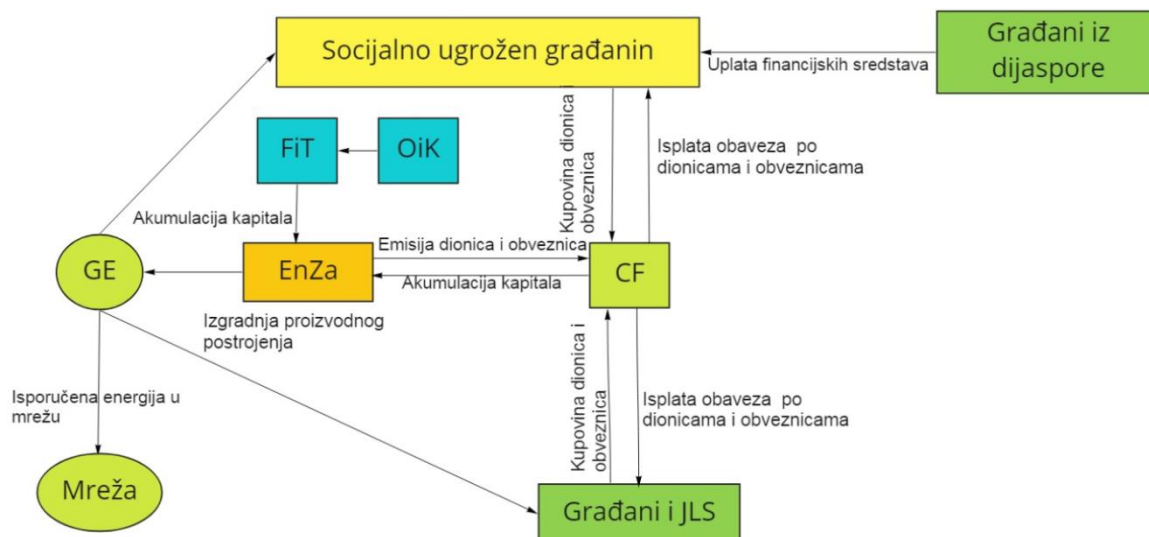 Socijalno ugrožen građanin
Građani iz
dijaspore
Uplata financijskih sredstava
FiT
OiK
Kupovina dionica i
obveznica
Isplata obaveza po
dionicama i obveznicama
Akumulacija kapitala
GE
EnZa
Emisija dionica i obveznica
Akumulacija kapitala
CF
Izgradnja proizvodnog
postrojenja
Isporučena energija u
mrežu
Kupovina dionica i
obveznica
Isplata obaveza po
dionicama i obveznicama
Mreža
Građani i JLS